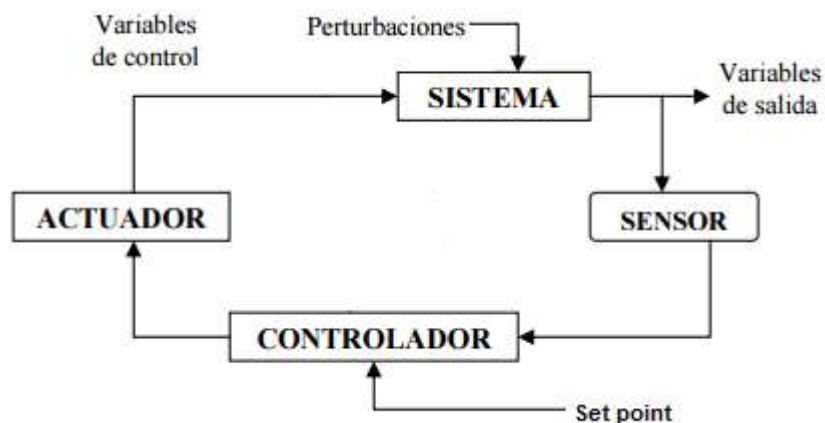 Variables
de control
Perturbaciones
SISTEMA
Variables
de salida
ACTUADOR
SENSOR
CONTROLADOR
Set point